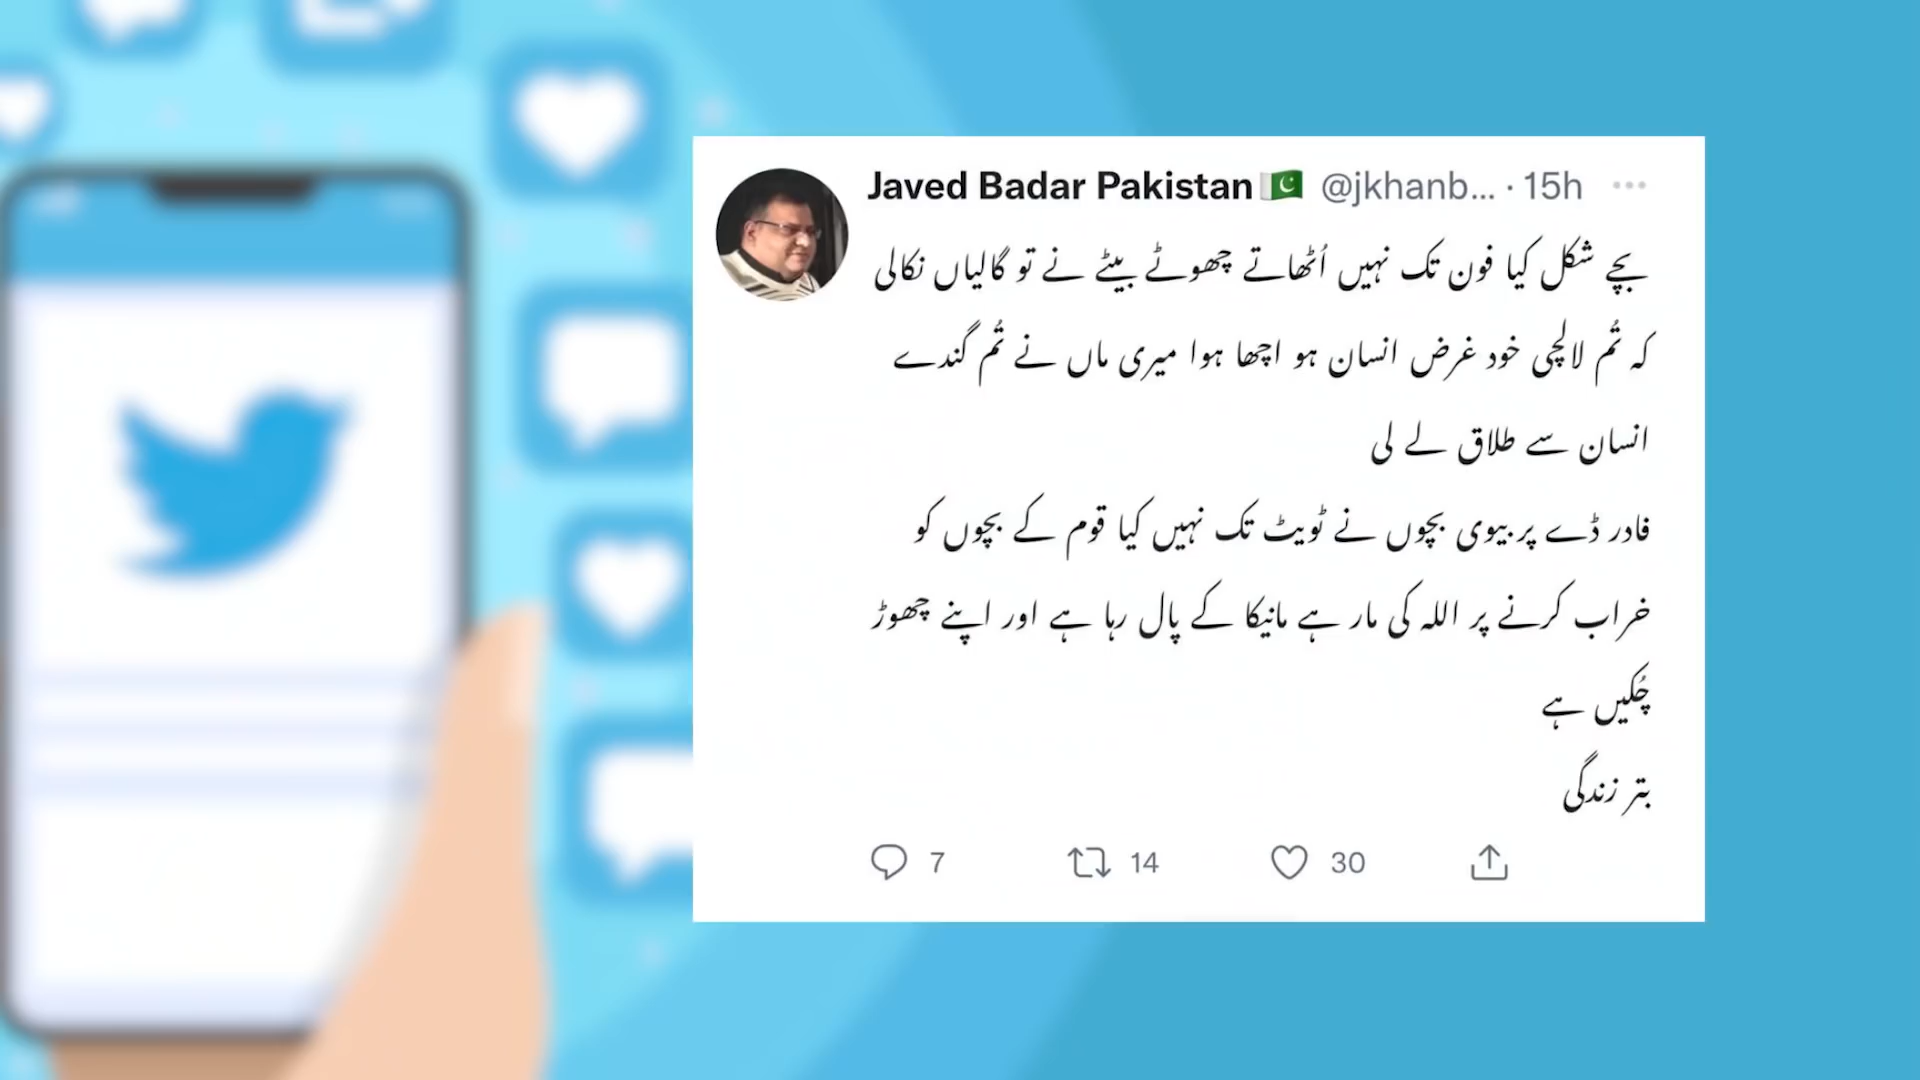 Javed Badar Pakistan🇵🇰 @jkhanb... · 15h
بچے شکل کیا فون تک نہیں اُٹھاتے چھوٹے بیٹے نے تو گالیاں نکالی
کہ تُم لالچی خود غرض انسان ہو اچھا ہوا میری ماں نے تُم گندے
انسان سے طلاق لے لی
فادر ڈے پر بیوی بچوں نے ٹویٹ تک نہیں کیا قوم کے بچوں کو
خراب کرنے پر اللہ کی مار ہے مانیکا کے پال رہا ہے اور اپنے چھوڑ
چُکیں ہے
بتر زندگی
7 14 30